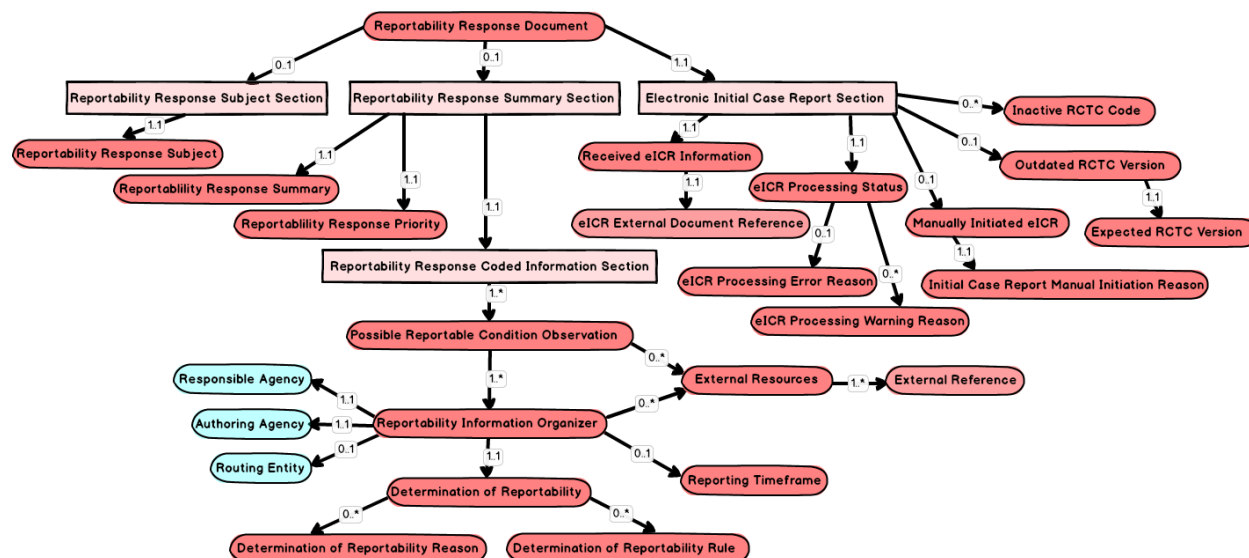 Reportability Response Document
0..1
0..1
1..1
Reportability Response Subject Section
Reportability Response Summary Section
Electronic Initial Case Report Section
0..*
Inactive RCTC Code
1..1
1..1
1..1
0..1
Reportability Response Subject
1..1
Received eICR Information
Outdated RCTC Version
1..1
0..1
Reportablility Response Summary
1..1
eICR Processing Status
1..1
Reportablility Response Priority
1..1
eICR External Document Reference
0..1
Manually Initiated eICR
Expected RCTC Version
1..1
Reportability Response Coded Information Section
0..*
eICR Processing Error Reason
Initial Case Report Manual Initiation Reason
1..*
eICR Processing Warning Reason
Possible Reportable Condition Observation
0..*
Responsible Agency
1..*
External Resources
1..*
External Reference
1..1
0..*
Authoring Agency
1..1
Reportability Information Organizer
0..1
1..1
0..1
Routing Entity
Reporting Timeframe
Determination of Reportability
0..*
0..*
Determination of Reportability Reason
Determination of Reportability Rule